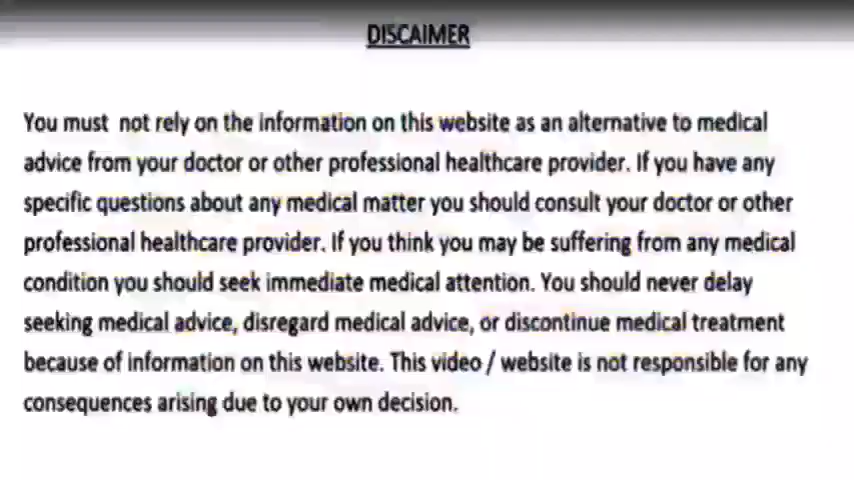 DISCAIMER
You must not rely on the information on this website as an alternative to medical
advice from your doctor or other professional healthcare provider. If you have any
specific questions about any medical matter you should consult your doctor or other
professional healthcare provider. If you think you may be suffering from any medical
condition you should seek immediate medical attention. You should never delay
seeking medical advice, disregard medical advice, or discontinue medical treatment
because of information on this website. This video / website is not responsible for any
consequences arising due to your own decision.